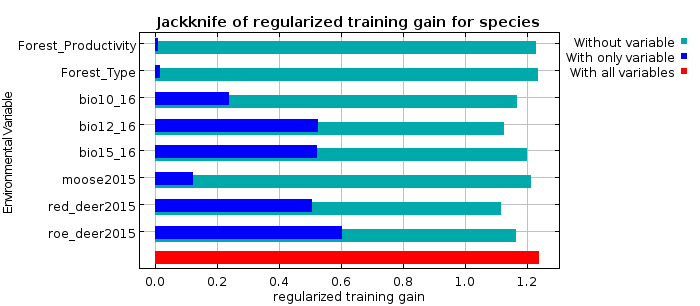 Jackknife of regularized training gain for species
Without variable
With only variable
With all variables
Environmental Variable
Forest_Productivity
Forest_Type
bio10_16
bio12_16
bio15_16
moose2015
red_deer2015
roe_deer2015
0.0 0.2 0.4 0.6 0.8 1.0 1.2
regularized training gain